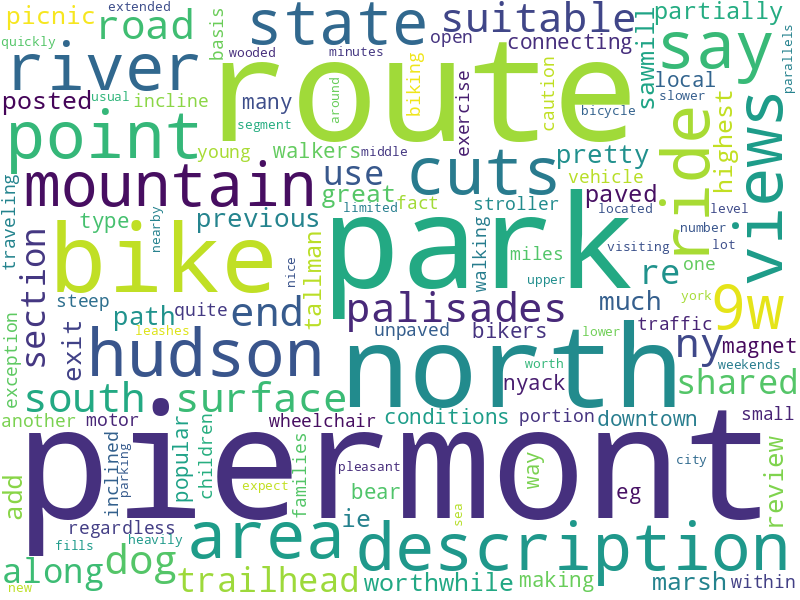 extended
picnic
road
basis
wooded
state
minutes
suitable
open
connecting
sawmill
partially
quickly
river
route
say
parallels
posted
usual
incline
many
around
biking
exercise
caution
bicycle
local
slower
point
segment
young
walkers
middle
cuts
pretty
vehicle
ride
highest
views
mountain
use
great
fact
stroller
paved
traveling
type
previous
nearby
limited
located
level
number
lot
bike
park
walking
miles
visiting
re
one
york
9w
section
steep
path
quite
nice
tallman
end
palisades
upper
much
traffic
exit
leashes
unpaved
bikers
lower
ny
magnet
exception
hudson
north
worth
nyack
weekends
shared
south
surface
another
motor
wheelchair
conditions
portion
downtown
small
piermont
add
inclined
parking
popular
children
families
pleasant
bear
way
eg
city
review
expect
regardless
ie
sea
fills
heavily
area
description
along
dog
new
trailhead
worthwhile
making
marsh
within